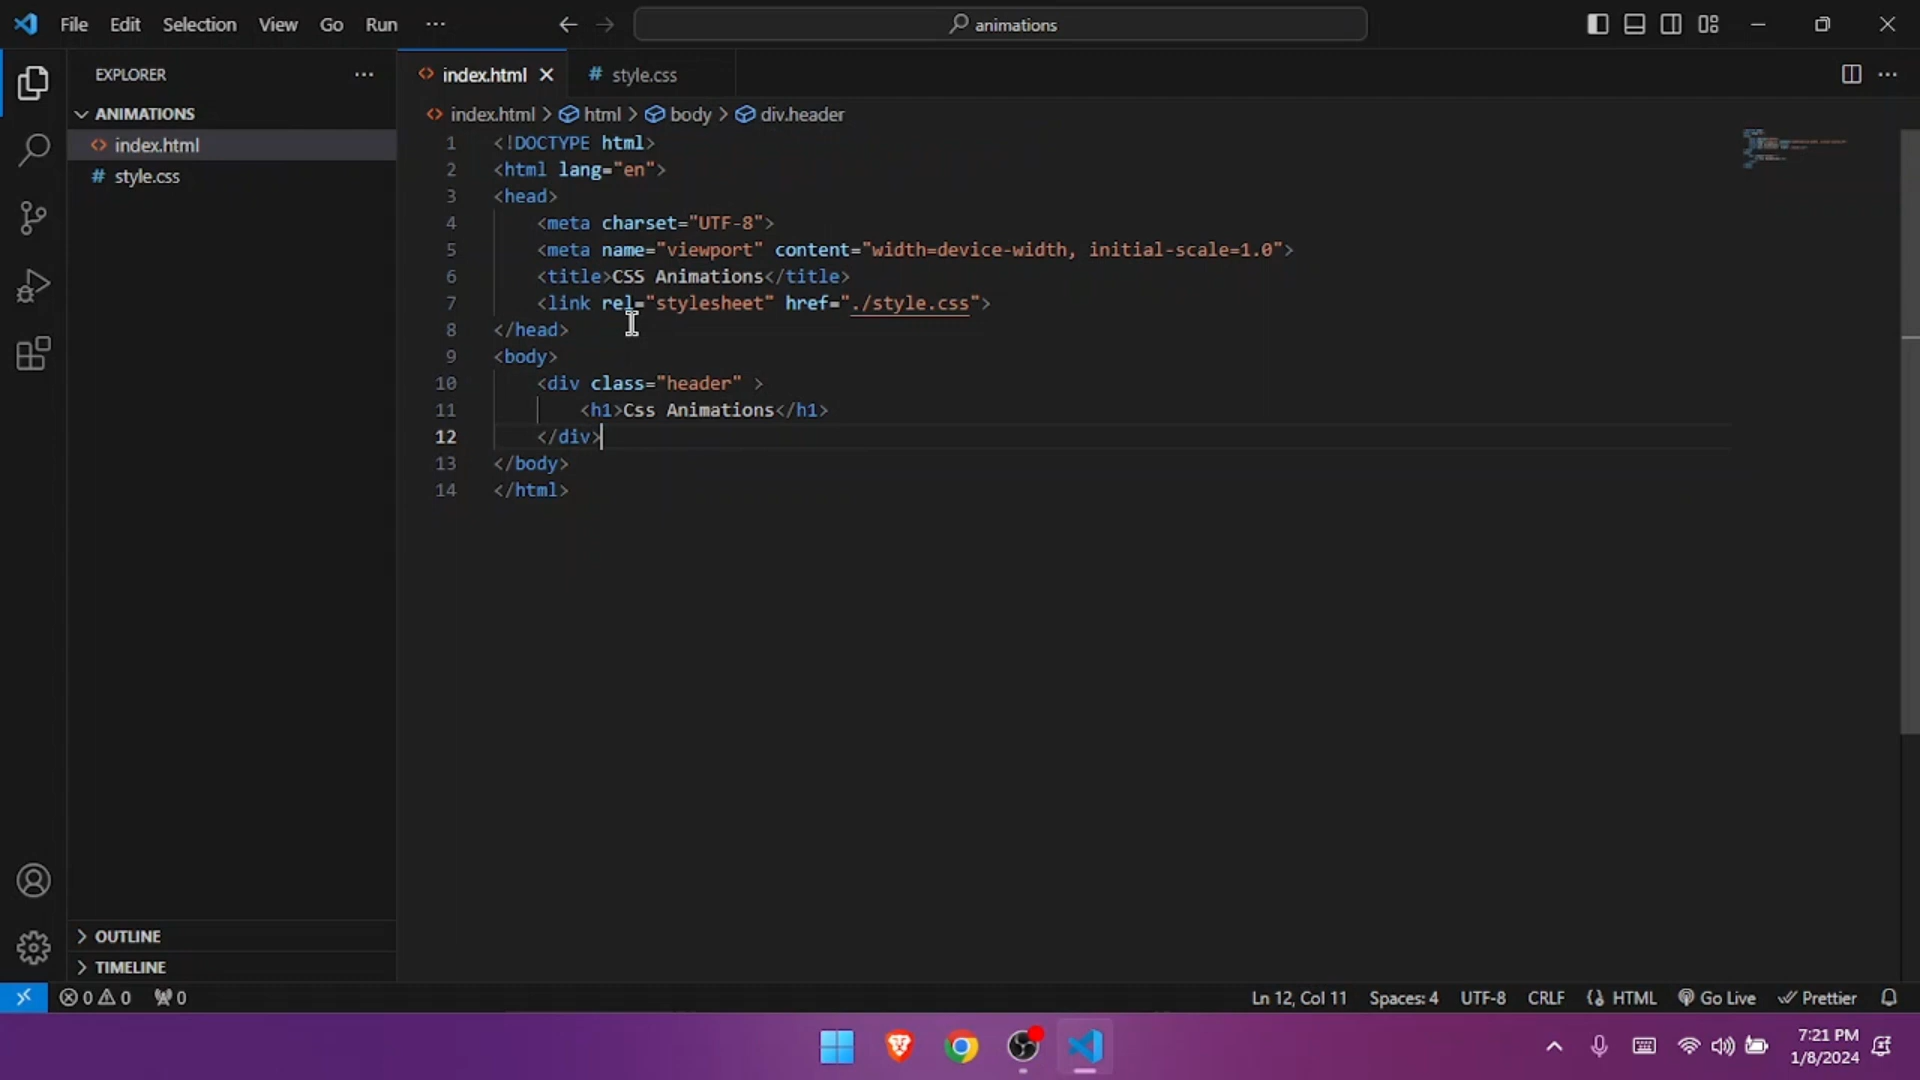 File Edit Selection View Go Run ··· animations
EXPLORER ···
ANIMATIONS
index.html
style.css
OUTLINE
TIMELINE
index.html style.css
index.html > html > body > div.header
1 <!DOCTYPE html>
2 <html lang="en">
3 <head>
4 <meta charset="UTF-8">
5 <meta name="viewport" content="width=device-width, initial-scale=1.0">
6 <title>CSS Animations</title>
7 <link rel="stylesheet" href="./style.css">
8 </head>
9 <body>
10 <div class="header" >
11 <h1>Css Animations</h1>
12 </div>
13 </body>
14 </html>
0 0 0 Ln 12, Col 11 Spaces: 4 UTF-8 CRLF HTML Go Live Prettier
7:21 PM
1/8/2024